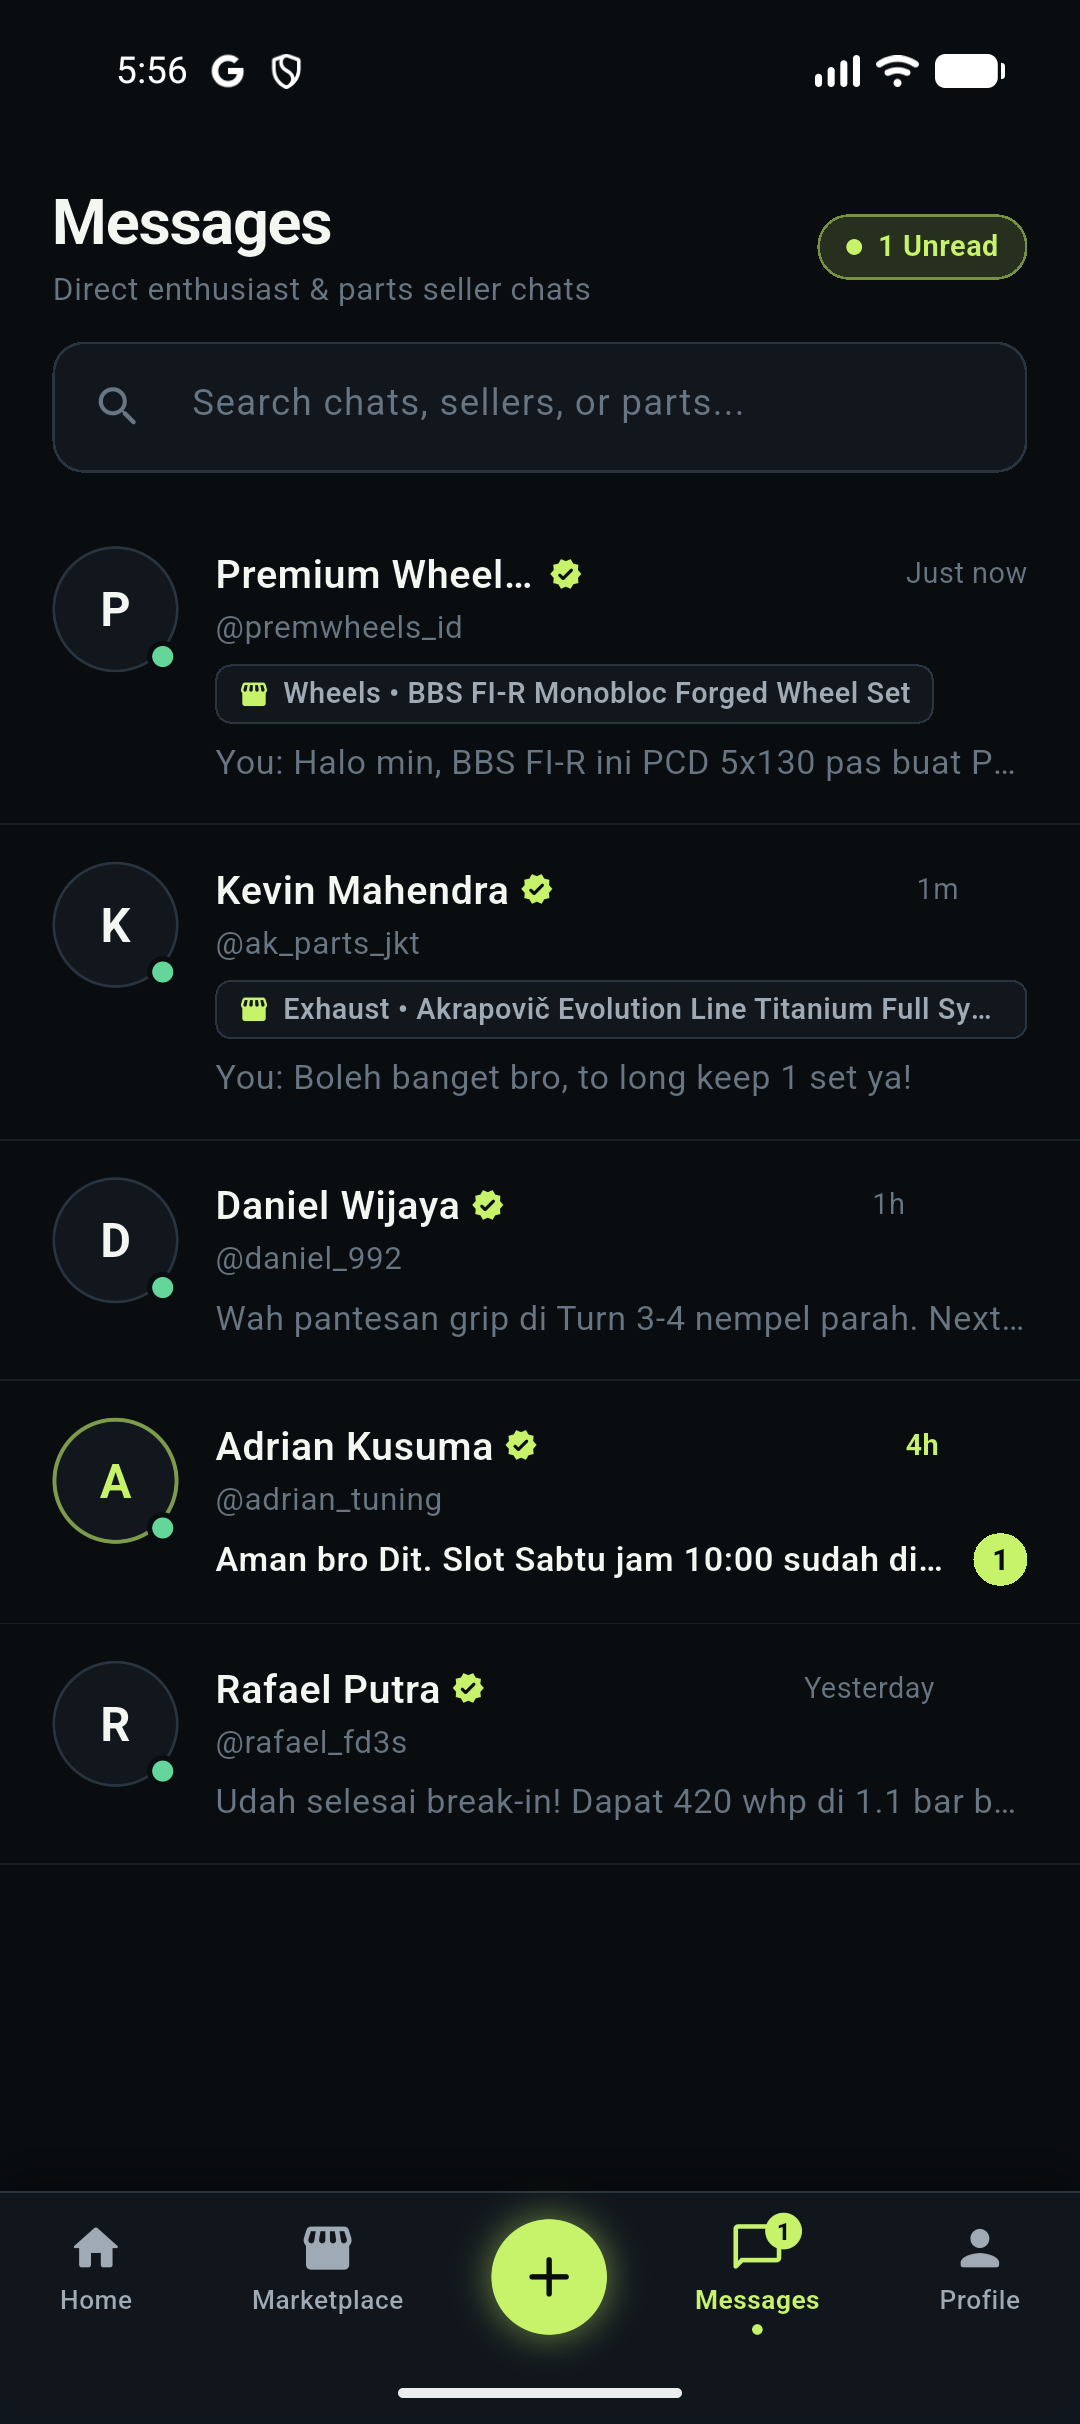 5:56
Messages
1 Unread
Direct enthusiast & parts seller chats
Search chats, sellers, or parts...
P
Premium Wheel...
Just now
@premwheels_id
Wheels • BBS FI-R Monobloc Forged Wheel Set
You: Halo min, BBS FI-R ini PCD 5x130 pas buat P...
K
Kevin Mahendra
1m
@ak_parts_jkt
Exhaust • Akrapovič Evolution Line Titanium Full Sy...
You: Boleh banget bro, to long keep 1 set ya!
D
Daniel Wijaya
1h
@daniel_992
Wah pantesan grip di Turn 3-4 nempel parah. Next...
A
Adrian Kusuma
4h
@adrian_tuning
Aman bro Dit. Slot Sabtu jam 10:00 sudah di...
1
R
Rafael Putra
Yesterday
@rafael_fd3s
Udah selesai break-in! Dapat 420 whp di 1.1 bar b...
1
Home
Marketplace
Messages
Profile